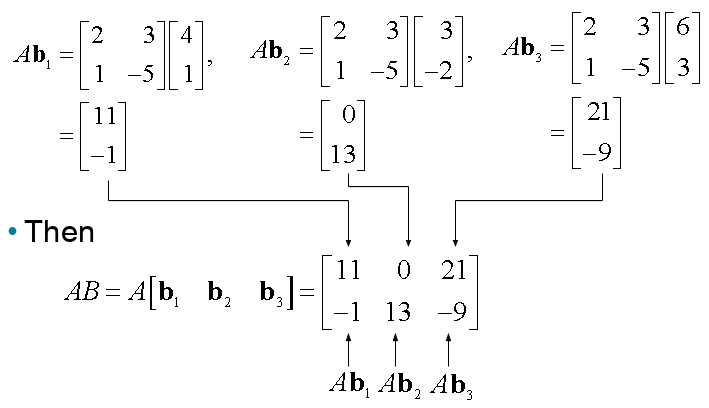 Ab₁ = [2 3; 1 −5][4; 1], Ab₂ = [2 3; 1 −5][3; −2], Ab₃ = [2 3; 1 −5][6; 3]
= [11; −1] = [0; 13] = [21; −9]
• Then
AB = A[b₁ b₂ b₃] = [11 0 21; −1 13 −9]
Ab₁ Ab₂ Ab₃